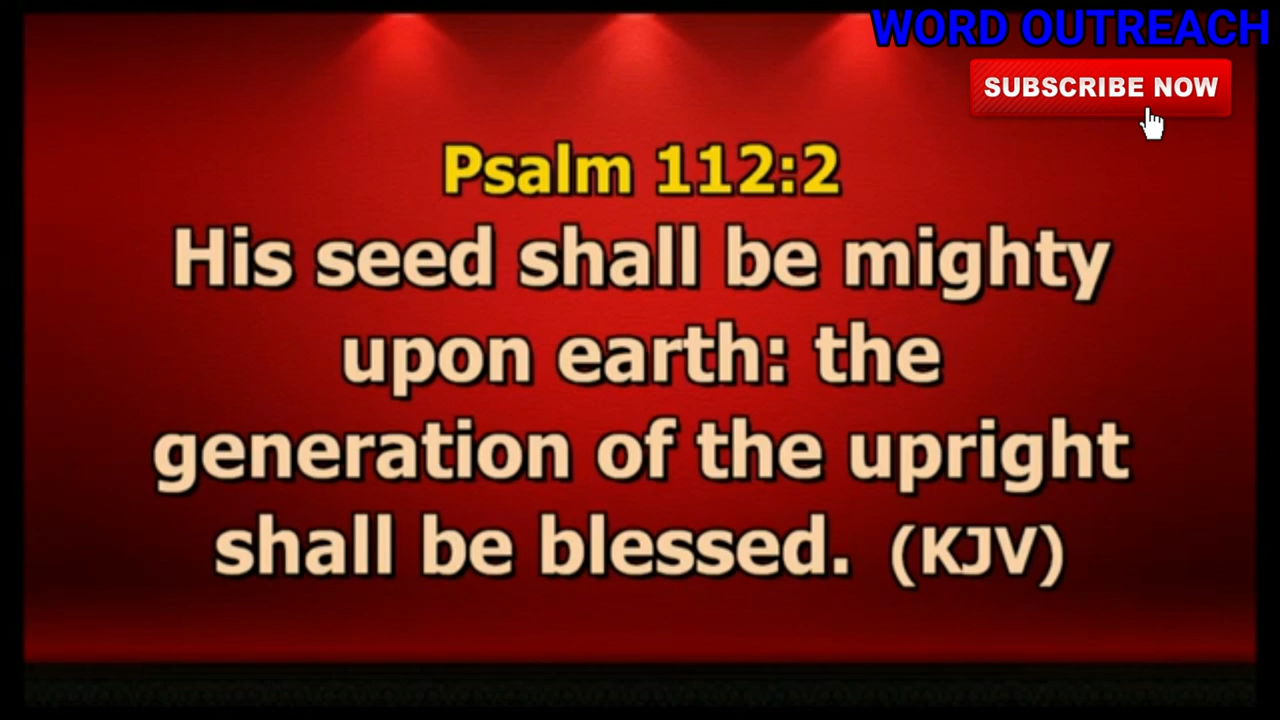 WORD OUTREACH
SUBSCRIBE NOW
Psalm 112:2
His seed shall be mighty
upon earth: the
generation of the upright
shall be blessed. (KJV)